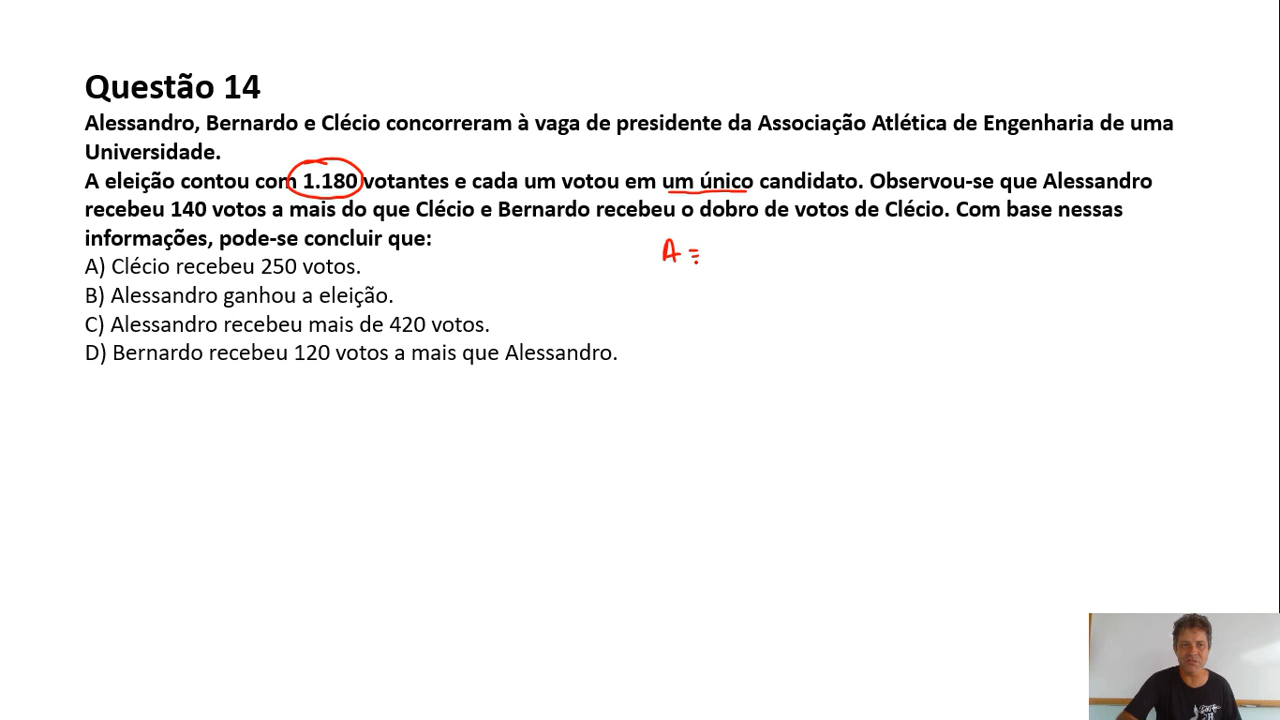 Questão 14
Alessandro, Bernardo e Clécio concorreram à vaga de presidente da Associação Atlética de Engenharia de uma
Universidade.
A eleição contou com 1.180 votantes e cada um votou em um único candidato. Observou-se que Alessandro
recebeu 140 votos a mais do que Clécio e Bernardo recebeu o dobro de votos de Clécio. Com base nessas
informações, pode-se concluir que:
A =
A) Clécio recebeu 250 votos.
B) Alessandro ganhou a eleição.
C) Alessandro recebeu mais de 420 votos.
D) Bernardo recebeu 120 votos a mais que Alessandro.